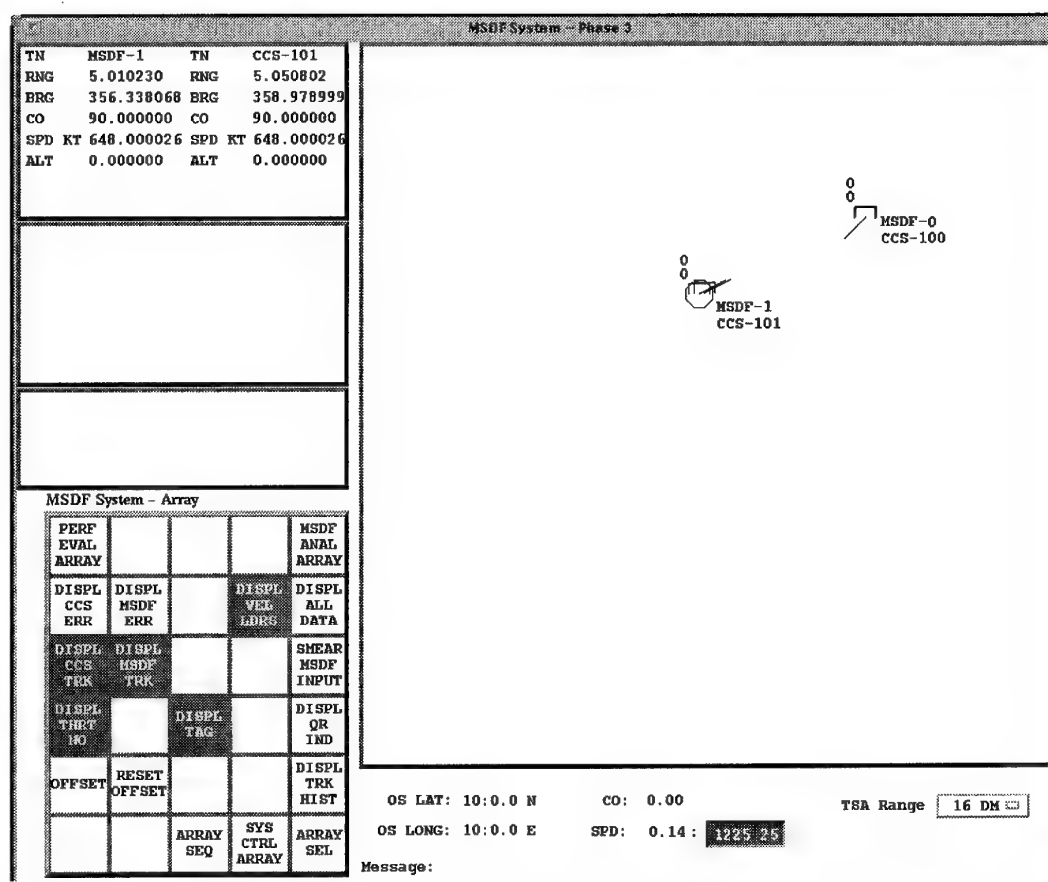 MSDF System – Phase 3
TN MSDF-1 TN CCS-101
RNG 5.010230 RNG 5.050802
BRG 356.338068 BRG 358.978999
CO 90.000000 CO 90.000000
SPD KT 648.000026 SPD KT 648.000026
ALT 0.000000 ALT 0.000000
0
0
MSDF-0
CCS-100
0
0
MSDF-1
CCS-101
MSDF System – Array
PERF
EVAL
ARRAY
MSDF
ANAL
ARRAY
DISPL
CCS
ERR
DISPL
MSDF
ERR
DISPL
VEL
LDRS
DISPL
ALL
DATA
DISPL
CCS
TRK
DISPL
MSDF
TRK
SMEAR
MSDF
INPUT
DISPL
THRT
NO
DISPL
TAG
DISPL
QR
IND
OFFSET
RESET
OFFSET
DISPL
TRK
HIST
ARRAY
SEQ
SYS
CTRL
ARRAY
ARRAY
SEL
OS LAT: 10:0.0 N CO: 0.00 TSA Range 16 DM
OS LONG: 10:0.0 E SPD: 0.14: 1225 25
Message: